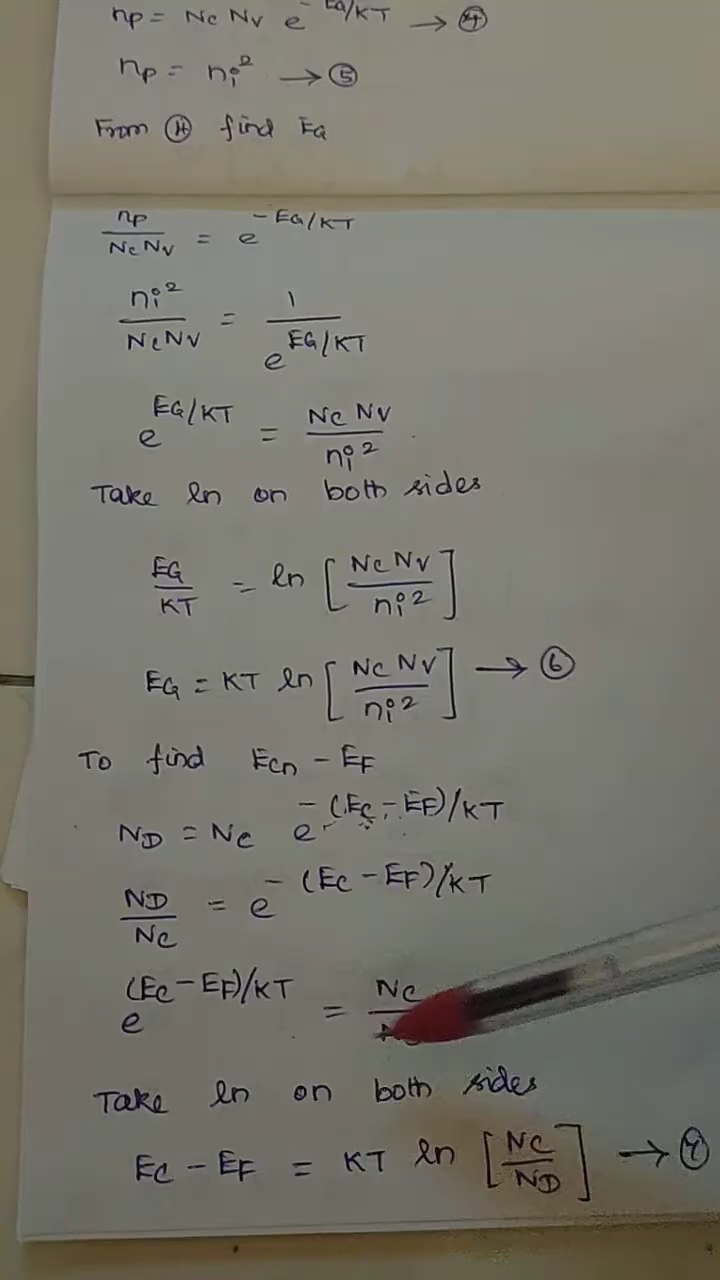 np = Nc Nv e^-EG/KT → ④
np = ni² → ⑤
From ④ find EG
np/NcNv = e^-EG/KT
ni²/NcNv = 1/e^EG/KT
e^EG/KT = NcNv/ni²
Take ln on both sides
EG/KT = ln [NcNv/ni²]
EG = KT ln [NcNv/ni²] → ⑥
To find Ecn - EF
ND = Nc e^-(Ec-EF)/KT
ND/Nc = e^-(Ec-EF)/KT
e^(Ec-EF)/KT = Nc/
Take ln on both sides
Ec - EF = KT ln [Nc/ND] → ⑦